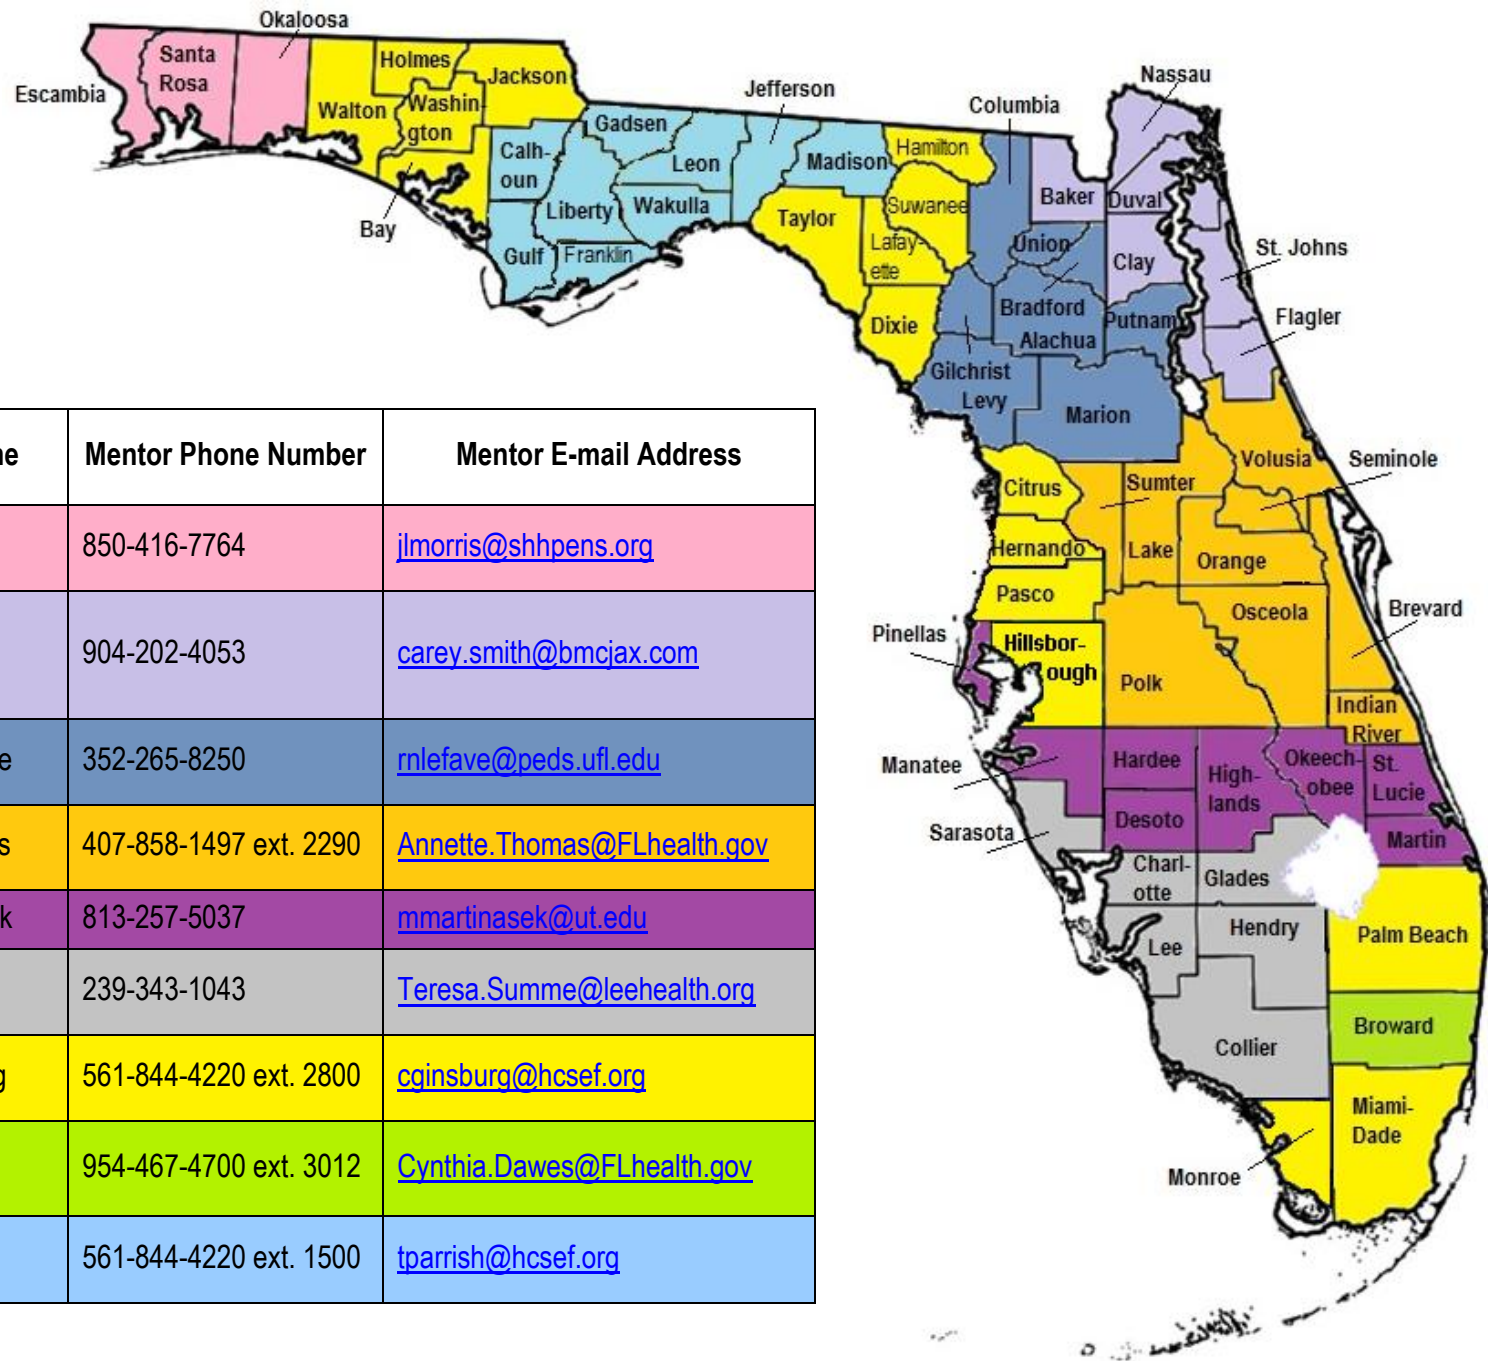 Okaloosa
Santa
Rosa
Escambia
Holmes
Jackson
Walton
Washin-
gton
Bay
Calh-
oun
Gadsen
Jefferson
Leon
Madison
Liberty
Wakulla
Gulf
Franklin
Hamilton
Columbia
Nassau
Taylor
Suwanee
Lafay-
ette
Dixie
Baker
Duval
Union
Clay
St. Johns
Bradford
Putnam
Flagler
Alachua
Gilchrist
Levy
Marion
Volusia
Seminole
Citrus
Sumter
Hernando
Lake
Orange
Pasco
Osceola
Brevard
Pinellas
Hillsbor-
ough
Polk
Indian
River
Manatee
Hardee
High-
lands
Okeech-
obee
St.
Lucie
Desoto
Sarasota
Martin
Charl-
otte
Glades
Hendry
Lee
Palm Beach
Broward
Collier
Miami-
Dade
Monroe
ne Mentor Phone Number Mentor E-mail Address
850-416-7764 jlmorris@shhpens.org
904-202-4053 carey.smith@bmcjax.com
e 352-265-8250 rnlefave@peds.ufl.edu
s 407-858-1497 ext. 2290 Annette.Thomas@FLhealth.gov
k 813-257-5037 mmartinasek@ut.edu
239-343-1043 Teresa.Summe@leehealth.org
g 561-844-4220 ext. 2800 cginsburg@hcsef.org
954-467-4700 ext. 3012 Cynthia.Dawes@FLhealth.gov
561-844-4220 ext. 1500 tparrish@hcsef.org